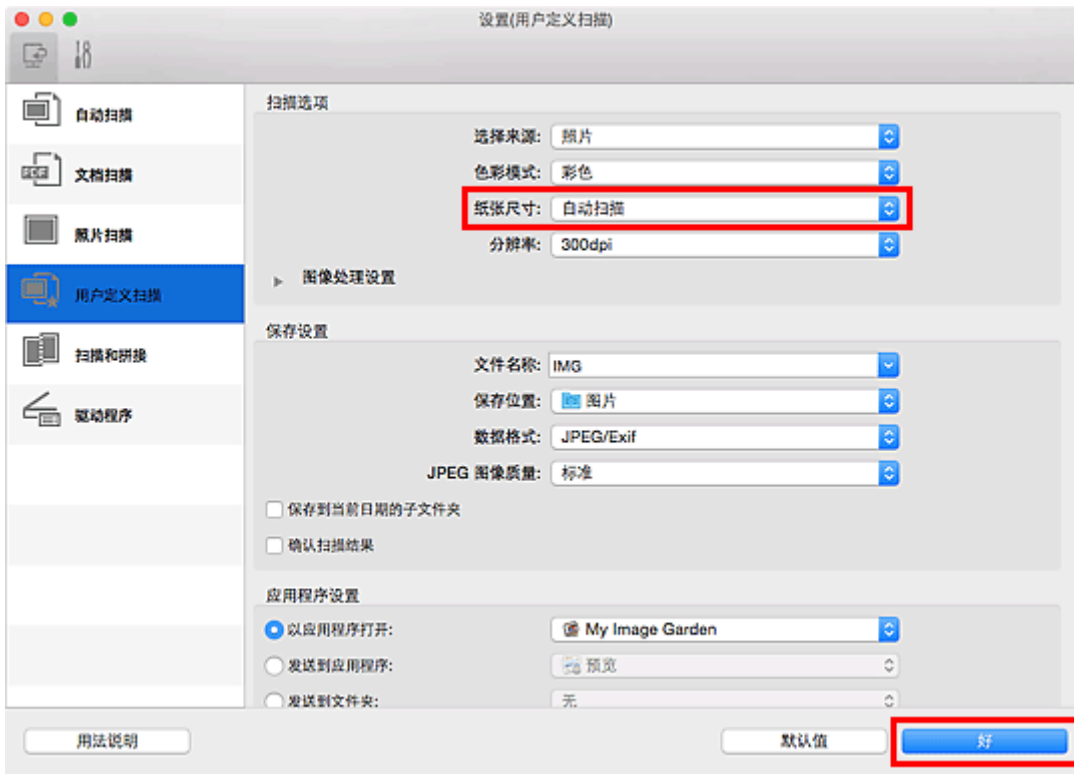 设置(用户定义扫描)
自动扫描
文档扫描
照片扫描
用户定义扫描
扫描和拼接
驱动程序
扫描选项
选择来源: 照片
色彩模式: 彩色
纸张尺寸: 自动扫描
分辨率: 300dpi
图像处理设置
保存设置
文件名称: IMG
保存位置: 图片
数据格式: JPEG/Exif
JPEG 图像质量: 标准
保存到当前日期的子文件夹
确认扫描结果
应用程序设置
以应用程序打开: My Image Garden
发送到应用程序: 预览
发送到文件夹: 无
用法说明
默认值
好